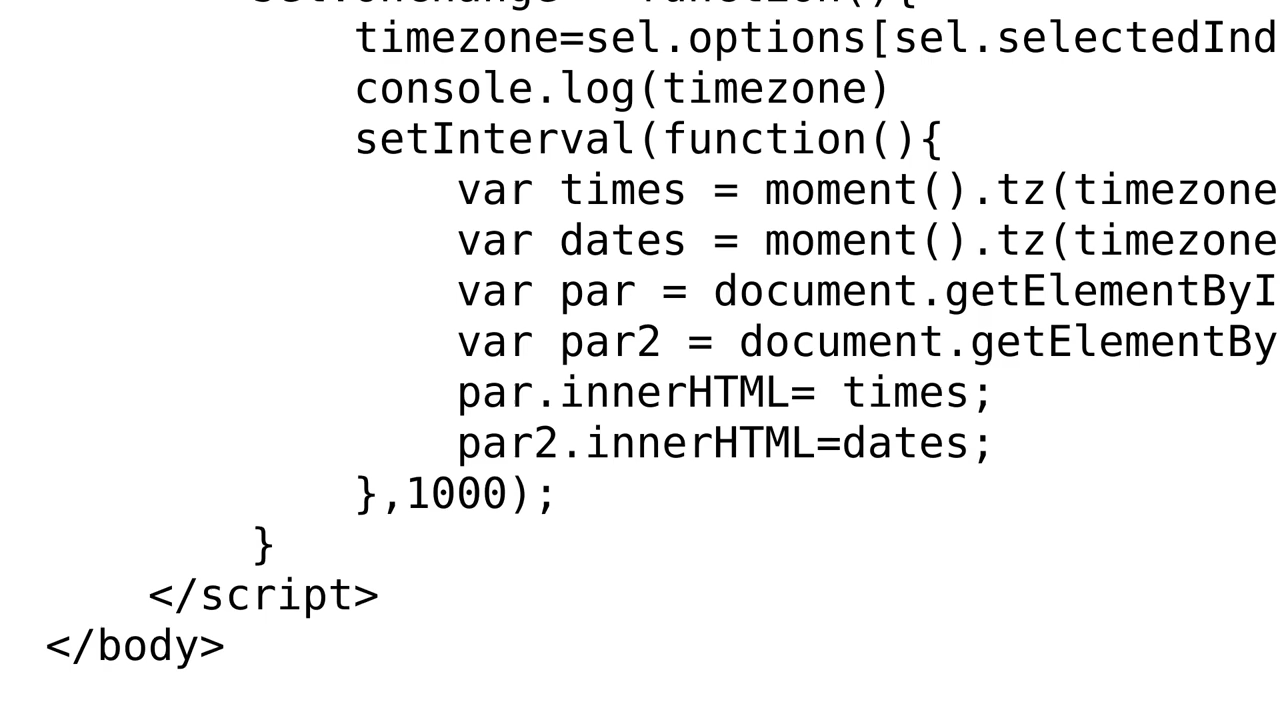 timezone=sel.options[sel.selectedInd
console.log(timezone)
setInterval(function(){
var times = moment().tz(timezone
var dates = moment().tz(timezone
var par = document.getElementByI
var par2 = document.getElementBy
par.innerHTML= times;
par2.innerHTML=dates;
},1000);
}
</script>
</body>